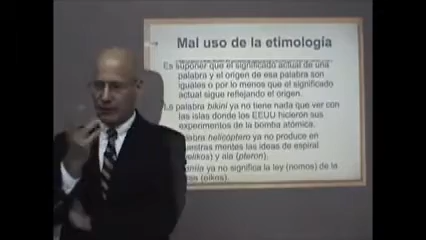 Mal uso de la etimología
Es suponer que el significado actual de una
palabra y el origen de esa palabra son
iguales o por lo menos que el significado
actual sigue reflejando el origen.
La palabra bikini ya no tiene nada que ver con
las islas donde los EEUU hicieron sus
experimentos de la bomba atómica.
helicóptero ya no produce en
mentes las ideas de espiral
y ala (pteron).
ya no significa la ley (nomos) de la
(oikos).